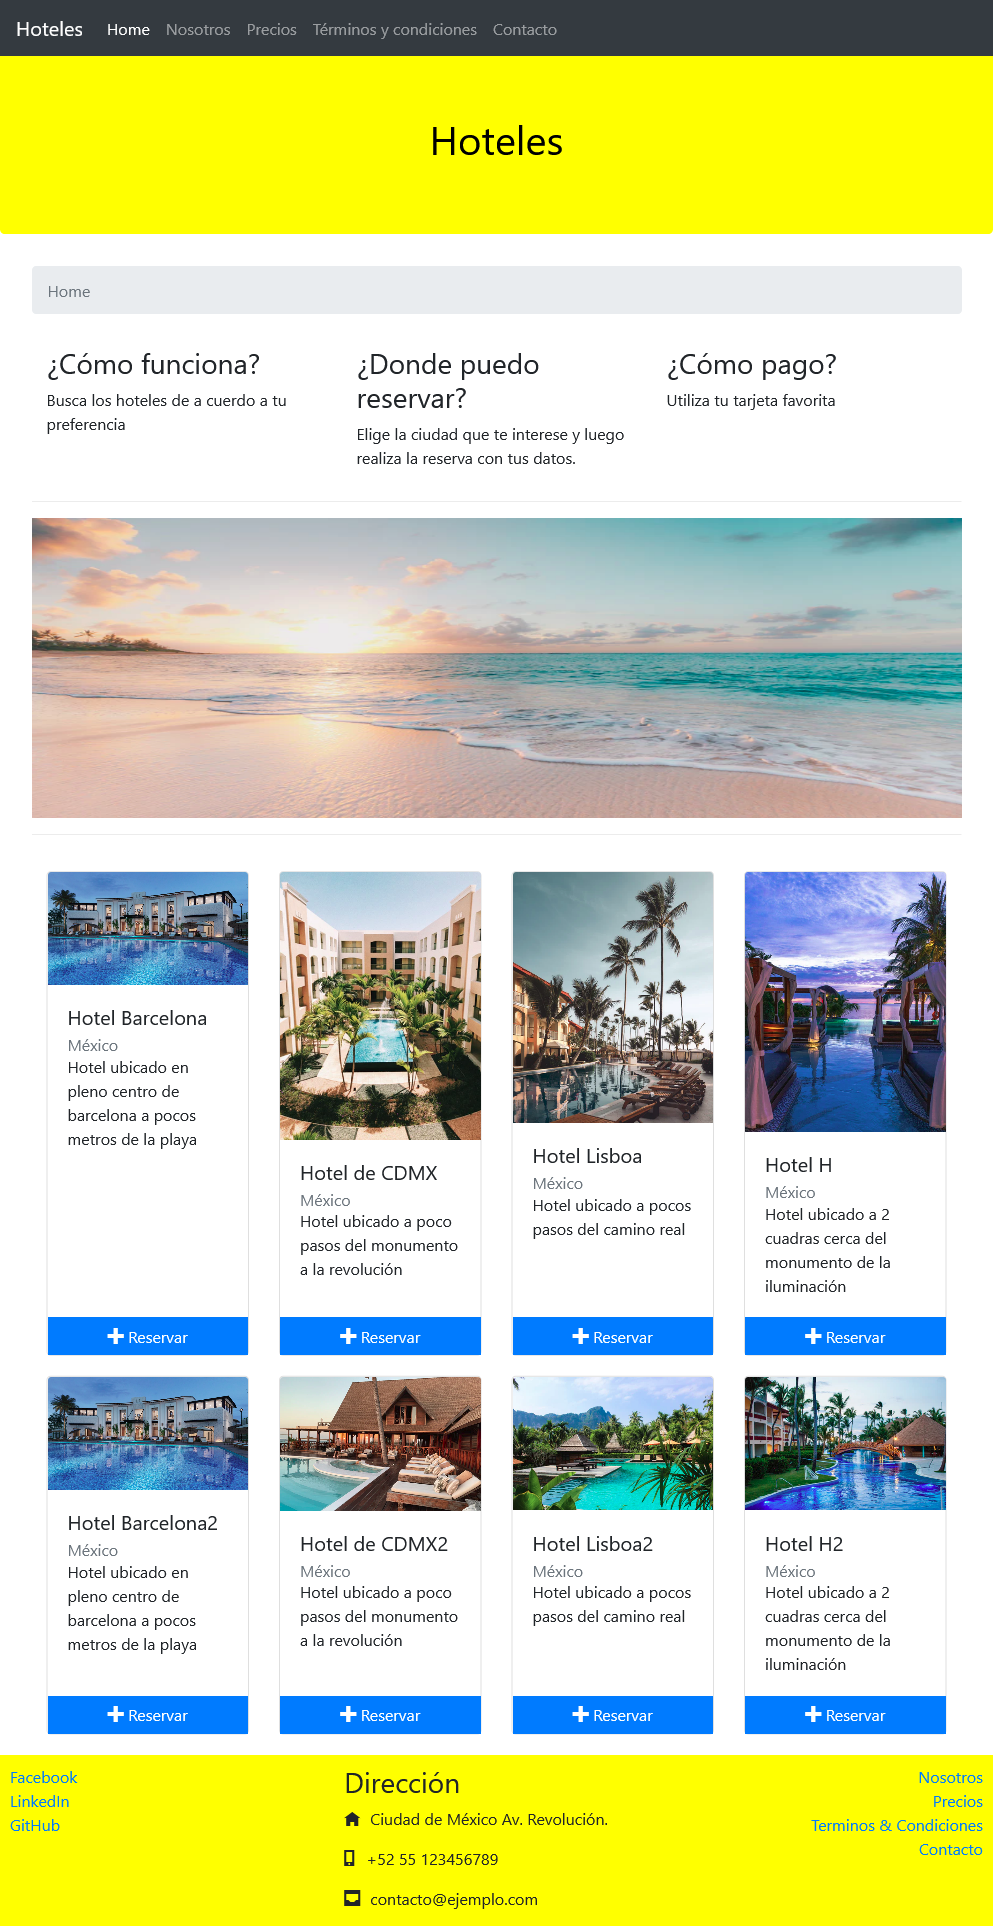 Hoteles Home Nosotros Precios Términos y condiciones Contacto
Hoteles
Home
¿Cómo funciona?
Busca los hoteles de a cuerdo a tu
preferencia
¿Donde puedo
reservar?
Elige la ciudad que te interese y luego
realiza la reserva con tus datos.
¿Cómo pago?
Utiliza tu tarjeta favorita
Hotel Barcelona
México
Hotel ubicado en
pleno centro de
barcelona a pocos
metros de la playa
Reservar
Hotel de CDMX
México
Hotel ubicado a poco
pasos del monumento
a la revolución
Reservar
Hotel Lisboa
México
Hotel ubicado a pocos
pasos del camino real
Reservar
Hotel H
México
Hotel ubicado a 2
cuadras cerca del
monumento de la
iluminación
Reservar
Hotel Barcelona2
México
Hotel ubicado en
pleno centro de
barcelona a pocos
metros de la playa
Reservar
Hotel de CDMX2
México
Hotel ubicado a poco
pasos del monumento
a la revolución
Reservar
Hotel Lisboa2
México
Hotel ubicado a pocos
pasos del camino real
Reservar
Hotel H2
México
Hotel ubicado a 2
cuadras cerca del
monumento de la
iluminación
Reservar
Facebook
LinkedIn
GitHub
Dirección
Ciudad de México Av. Revolución.
+52 55 123456789
contacto@ejemplo.com
Nosotros
Precios
Terminos & Condiciones
Contacto